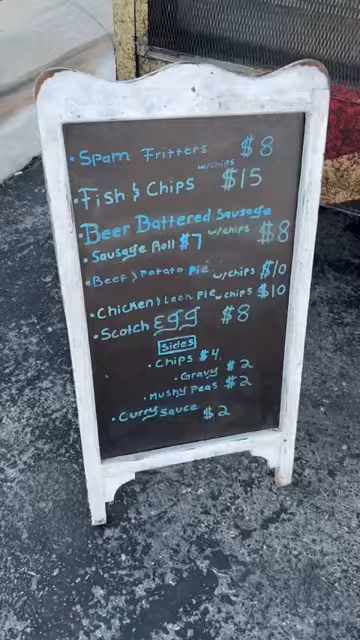 • Spam Fritters w/chips $8
• Fish & Chips $15
• Beer Battered Sausage w/chips $8
• Sausage Roll $7
• Beef & Potato Pie w/chips $10
• Chicken & Leek Pie w/chips $10
• Scotch Egg $8
Sides
• Chips $4
• Gravy $2
• Mushy Peas $2
• Curry Sauce $2